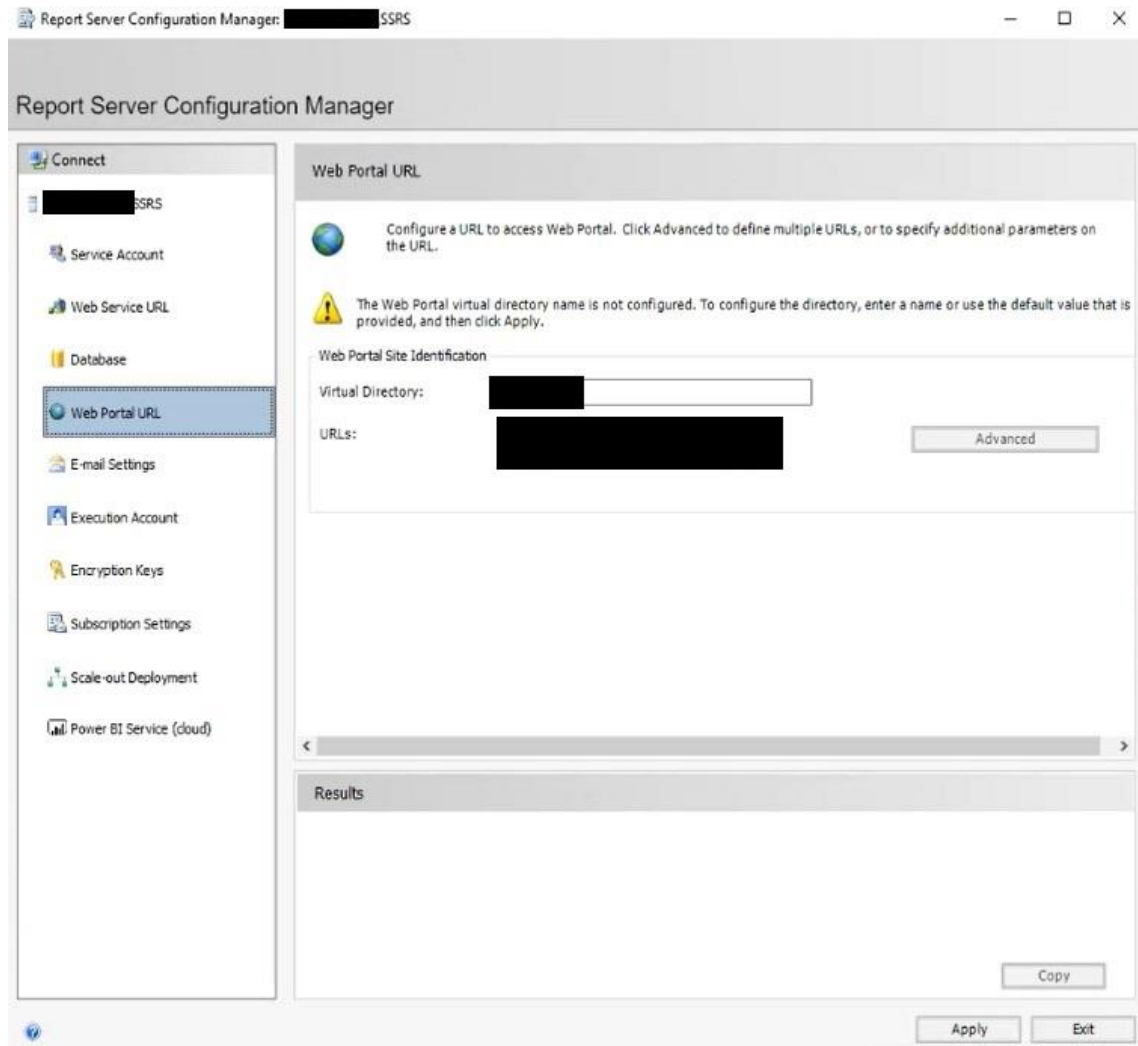 Report Server Configuration Manager: SSRS
Report Server Configuration Manager
Connect
SSRS
Service Account
Web Service URL
Database
Web Portal URL
E-mail Settings
Execution Account
Encryption Keys
Subscription Settings
Scale-out Deployment
Power BI Service (cloud)
Web Portal URL
Configure a URL to access Web Portal. Click Advanced to define multiple URLs, or to specify additional parameters on
the URL.
The Web Portal virtual directory name is not configured. To configure the directory, enter a name or use the default value that is
provided, and then click Apply.
Web Portal Site Identification
Virtual Directory:
URLs:
Advanced
Results
Copy
Apply
Exit